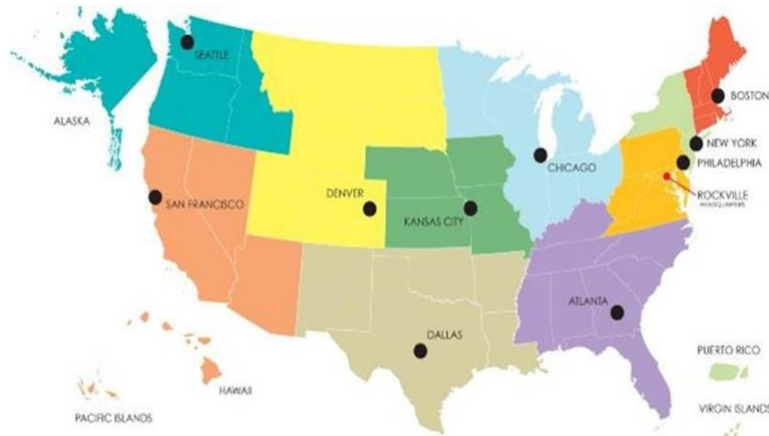 SEATTLE
ALASKA
BOSTON
NEW YORK
PHILADELPHIA
CHICAGO
DENVER
ROCKVILLE
HEADQUARTERS
SAN FRANCISCO
KANSAS CITY
ATLANTA
DALLAS
PUERTO RICO
HAWAII
VIRGIN ISLANDS
PACIFIC ISLANDS